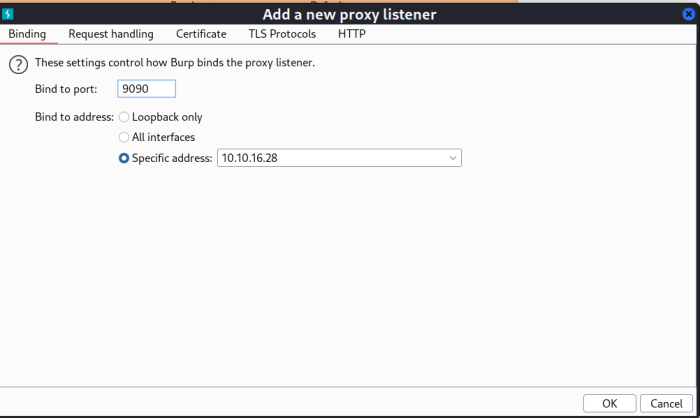 Add a new proxy listener
Binding Request handling Certificate TLS Protocols HTTP
These settings control how Burp binds the proxy listener.
Bind to port: 9090
Bind to address: Loopback only
All interfaces
Specific address: 10.10.16.28
OK Cancel